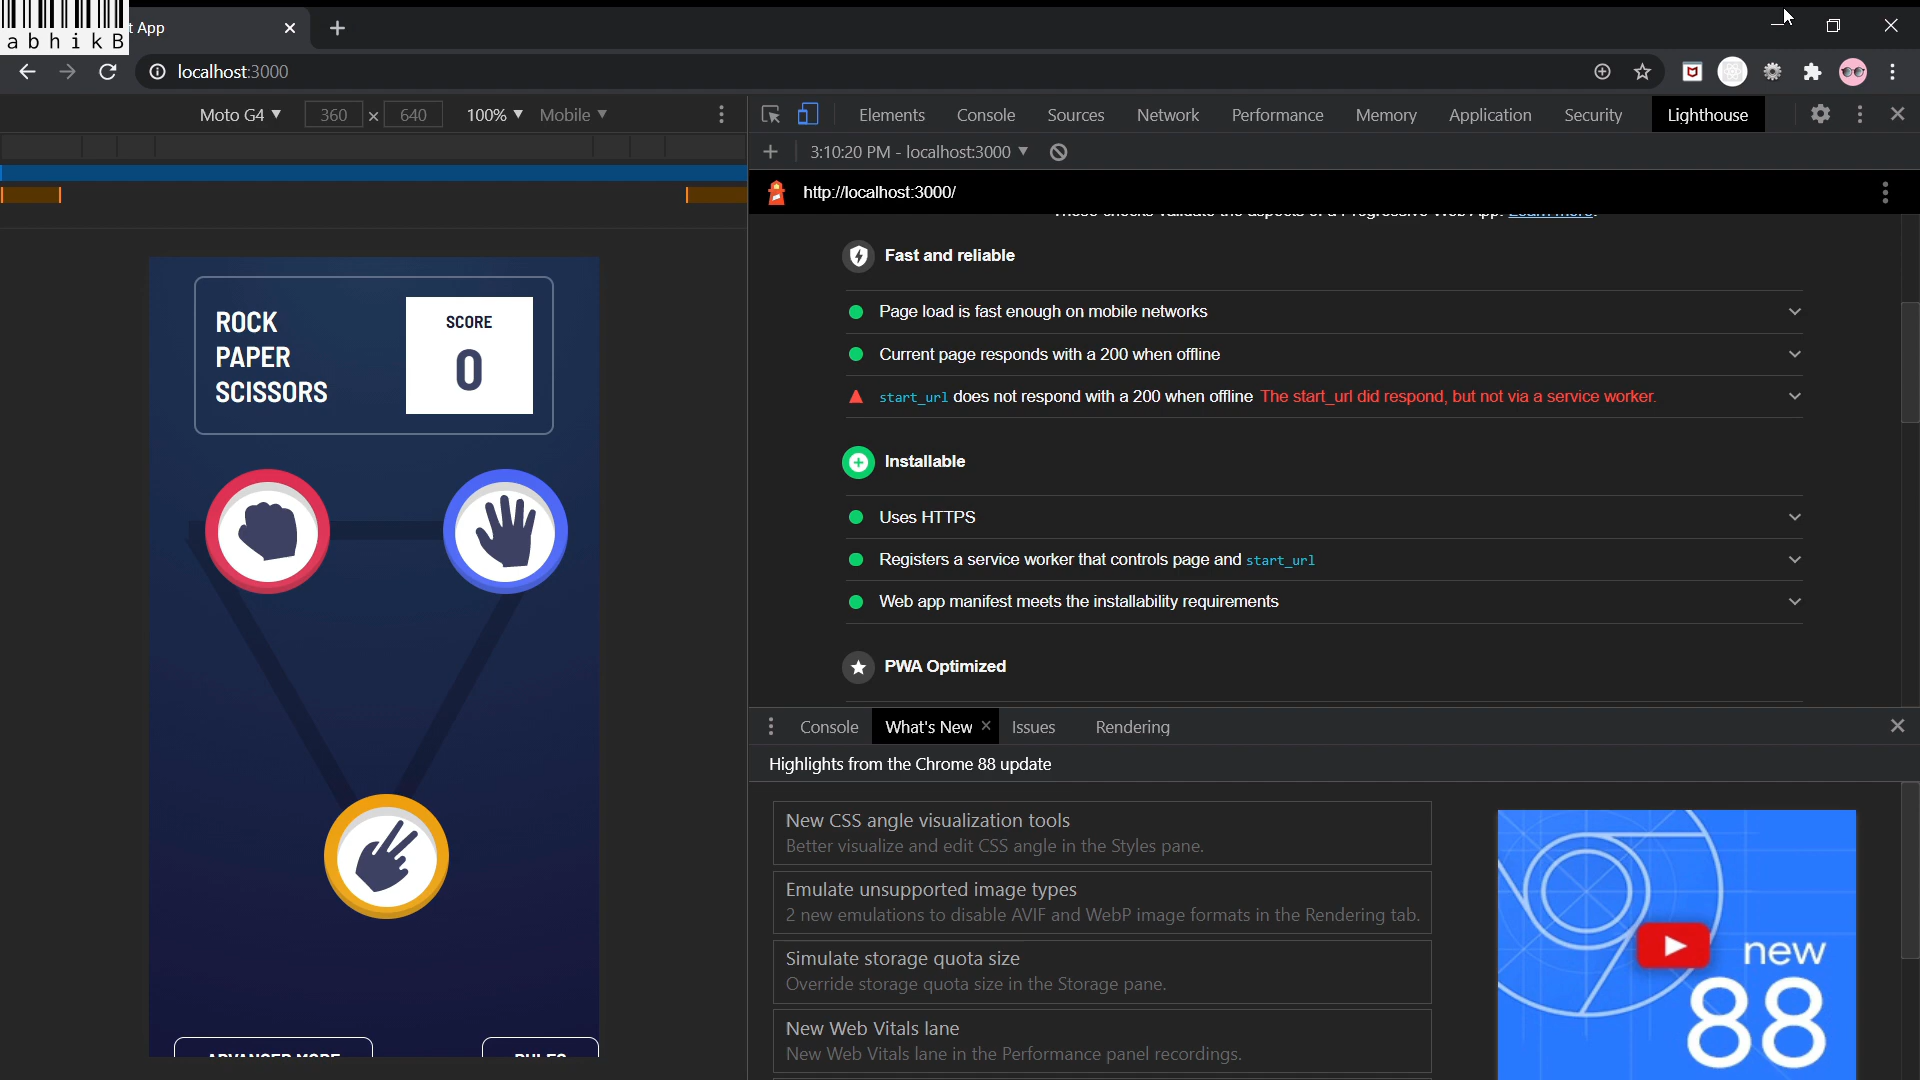 abhikB
t App
localhost:3000
Moto G4 ▼ 360 × 640 100% ▼ Mobile ▼
Elements Console Sources Network Performance Memory Application Security Lighthouse
3:10:20 PM - localhost:3000 ▼
http://localhost:3000/
Fast and reliable
Page load is fast enough on mobile networks
Current page responds with a 200 when offline
start_url does not respond with a 200 when offline The start_url did respond, but not via a service worker.
Installable
Uses HTTPS
Registers a service worker that controls page and start_url
Web app manifest meets the installability requirements
PWA Optimized
ROCK
PAPER
SCISSORS
SCORE
0
Console What's New Issues Rendering
Highlights from the Chrome 88 update
New CSS angle visualization tools
Better visualize and edit CSS angle in the Styles pane.
Emulate unsupported image types
2 new emulations to disable AVIF and WebP image formats in the Rendering tab.
Simulate storage quota size
Override storage quota size in the Storage pane.
New Web Vitals lane
New Web Vitals lane in the Performance panel recordings.
new
88